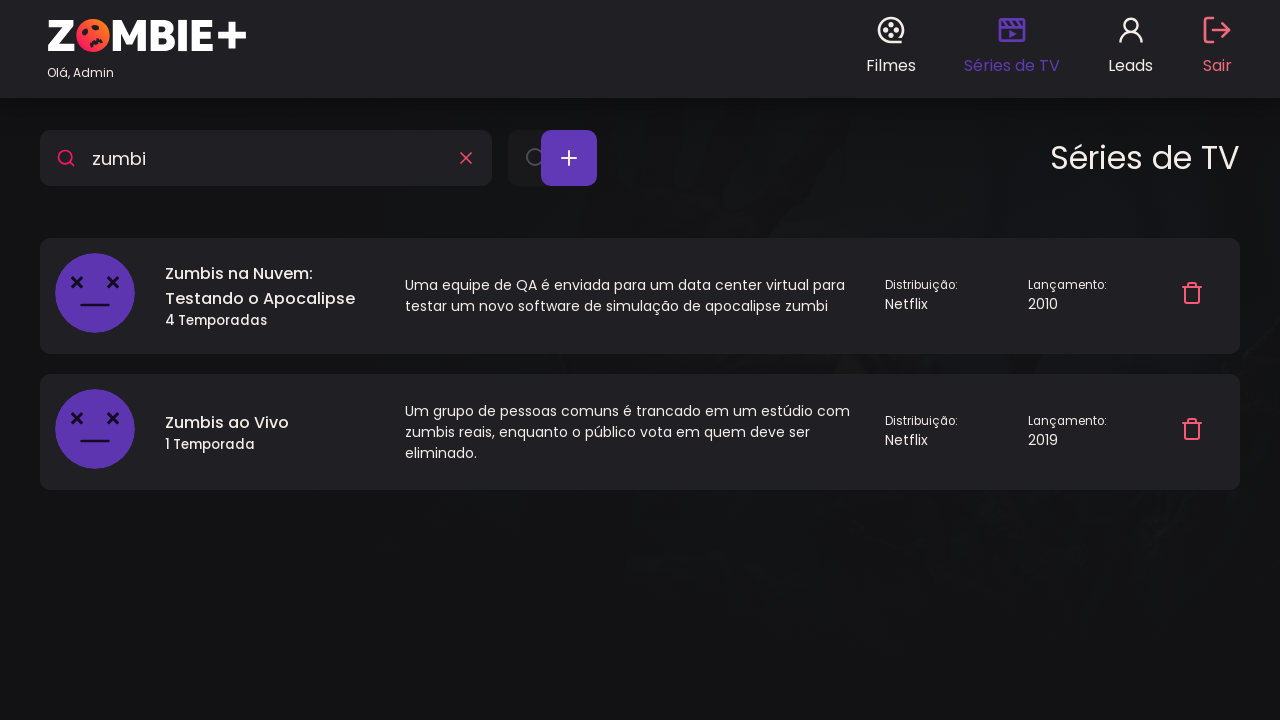 ZOMBIE+
Olá, Admin
Filmes
Séries de TV
Leads
Sair
zumbi
Séries de TV
Zumbis na Nuvem:
Testando o Apocalipse
4 Temporadas
Uma equipe de QA é enviada para um data center virtual para
testar um novo software de simulação de apocalipse zumbi
Distribuição:
Netflix
Lançamento:
2010
Zumbis ao Vivo
1 Temporada
Um grupo de pessoas comuns é trancado em um estúdio com
zumbis reais, enquanto o público vota em quem deve ser
eliminado.
Distribuição:
Netflix
Lançamento:
2019